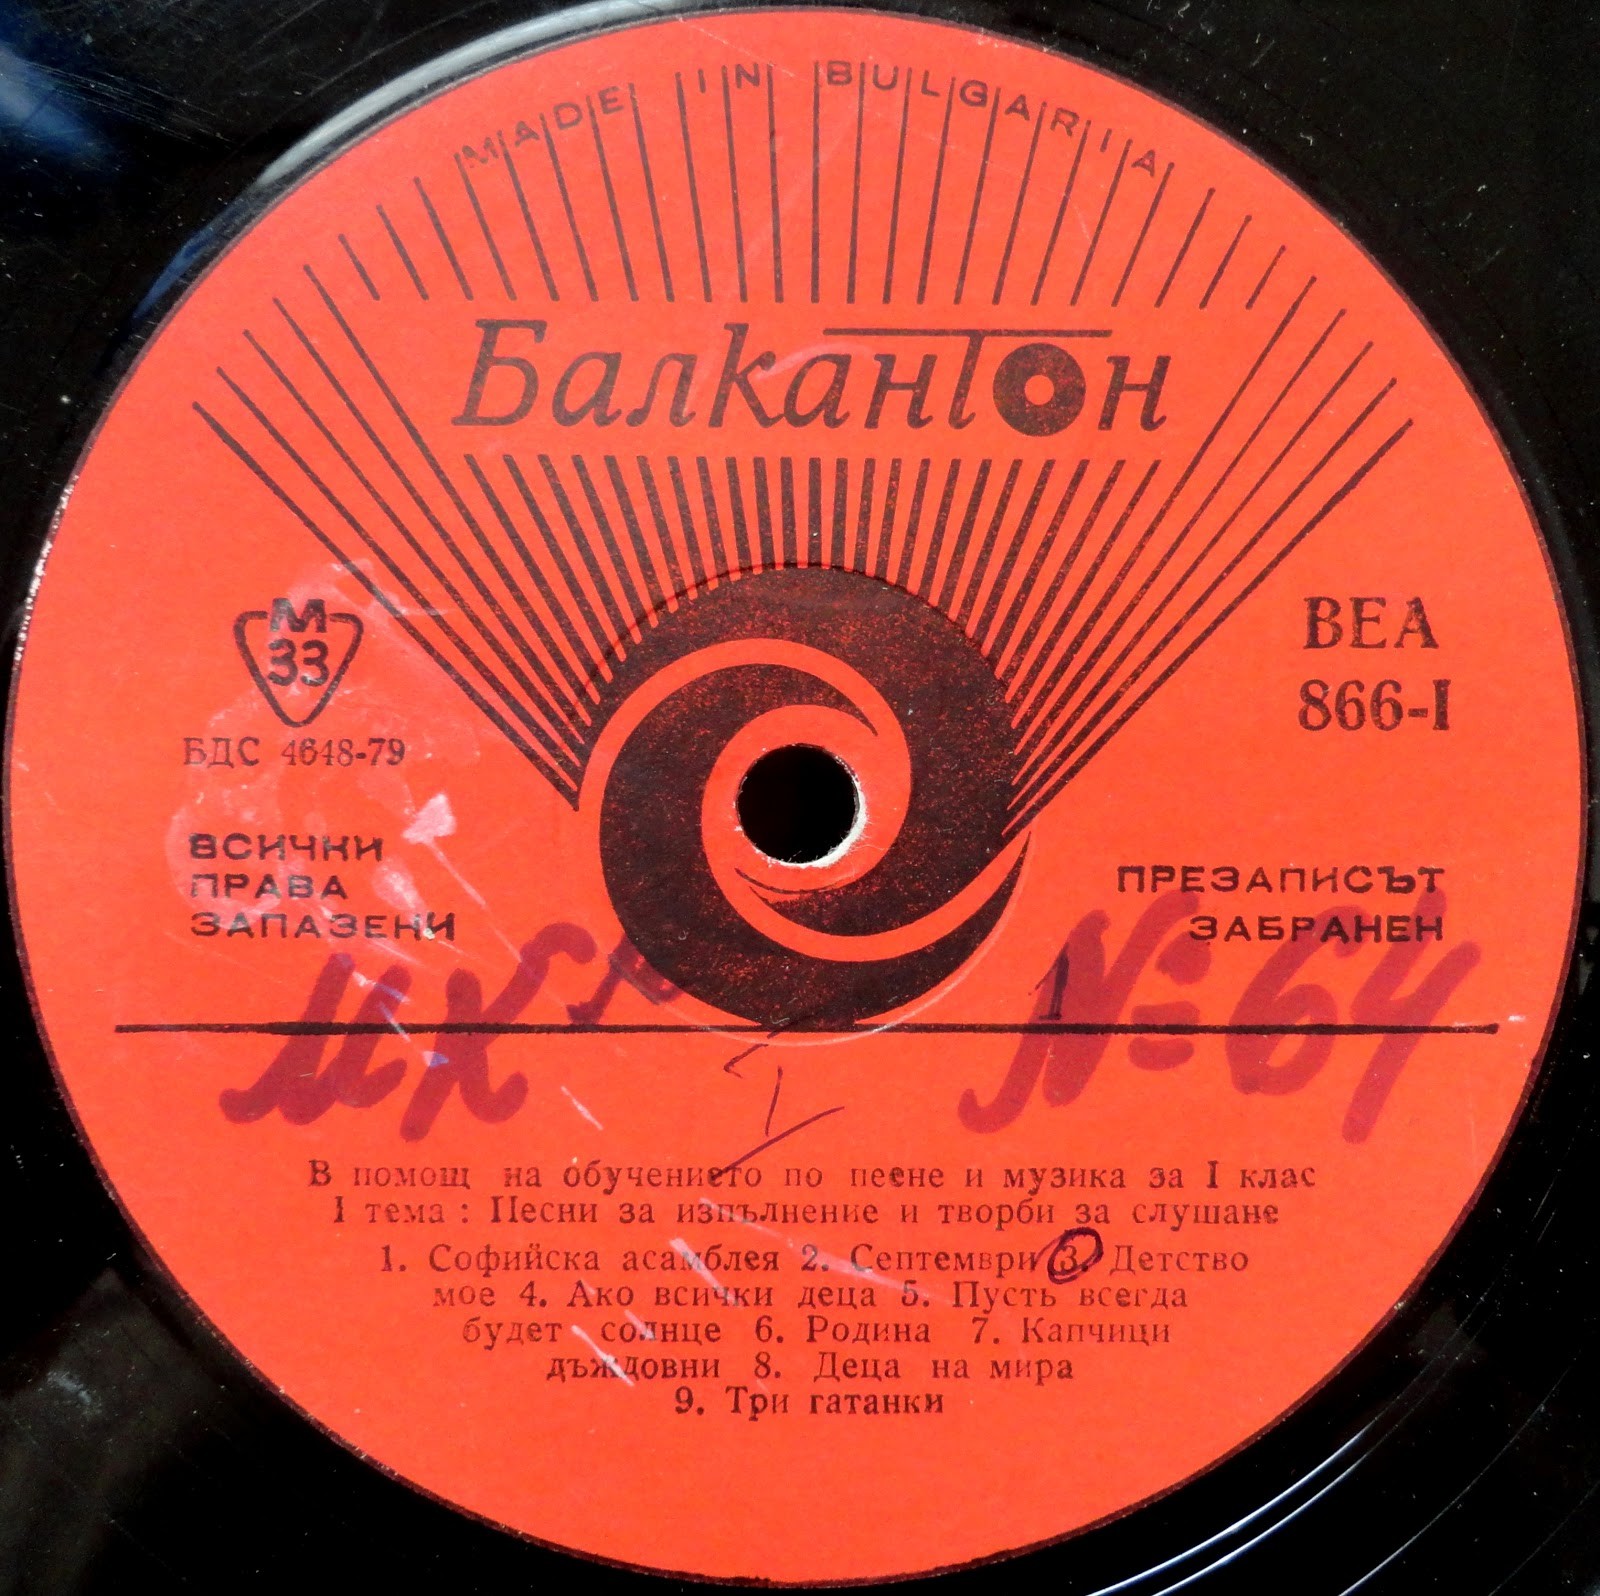 MADE IN BULGARIA
Балкантон
М
33
БДС 4648-79
ВЕА
866-I
ВСИЧКИ
ПРАВА
ЗАПАЗЕНИ
ПРЕЗАПИСЪТ
ЗАБРАНЕН
МК
№64
1
I
В помощ на обучението по пеене и музика за I клас
I тема : Песни за изпълнение и творби за слушане
1. Софийска асамблея 2. Септември 3. Детство
мое 4. Ако всички деца 5. Пусть всегда
будет солнце 6. Родина 7. Капчици
дъждовни 8. Деца на мира
9. Три гатанки